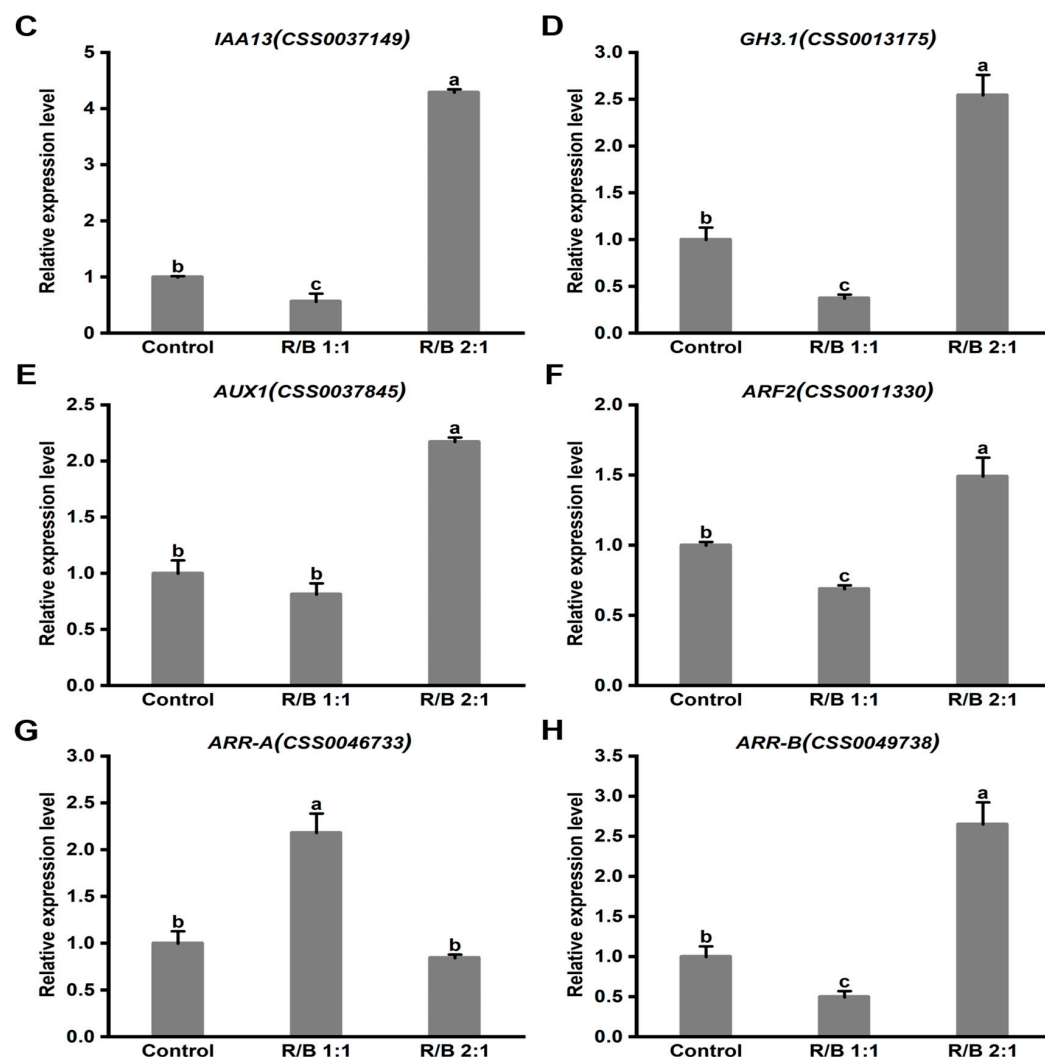 C
IAA13(CSS0037149)
Relative expression level
5
4
3
2
1
0
b
c
a
Control
R/B 1:1
R/B 2:1
D
GH3.1(CSS0013175)
Relative expression level
3.0
2.5
2.0
1.5
1.0
0.5
0.0
b
c
a
Control
R/B 1:1
R/B 2:1
E
AUX1(CSS0037845)
Relative expression level
2.5
2.0
1.5
1.0
0.5
0.0
b
b
a
Control
R/B 1:1
R/B 2:1
F
ARF2(CSS0011330)
Relative expression level
2.0
1.5
1.0
0.5
0.0
b
c
a
Control
R/B 1:1
R/B 2:1
G
ARR-A(CSS0046733)
Relative expression level
3.0
2.5
2.0
1.5
1.0
0.5
0.0
b
a
b
Control
R/B 1:1
R/B 2:1
H
ARR-B(CSS0049738)
Relative expression level
3.5
3.0
2.5
2.0
1.5
1.0
0.5
0.0
b
c
a
Control
R/B 1:1
R/B 2:1